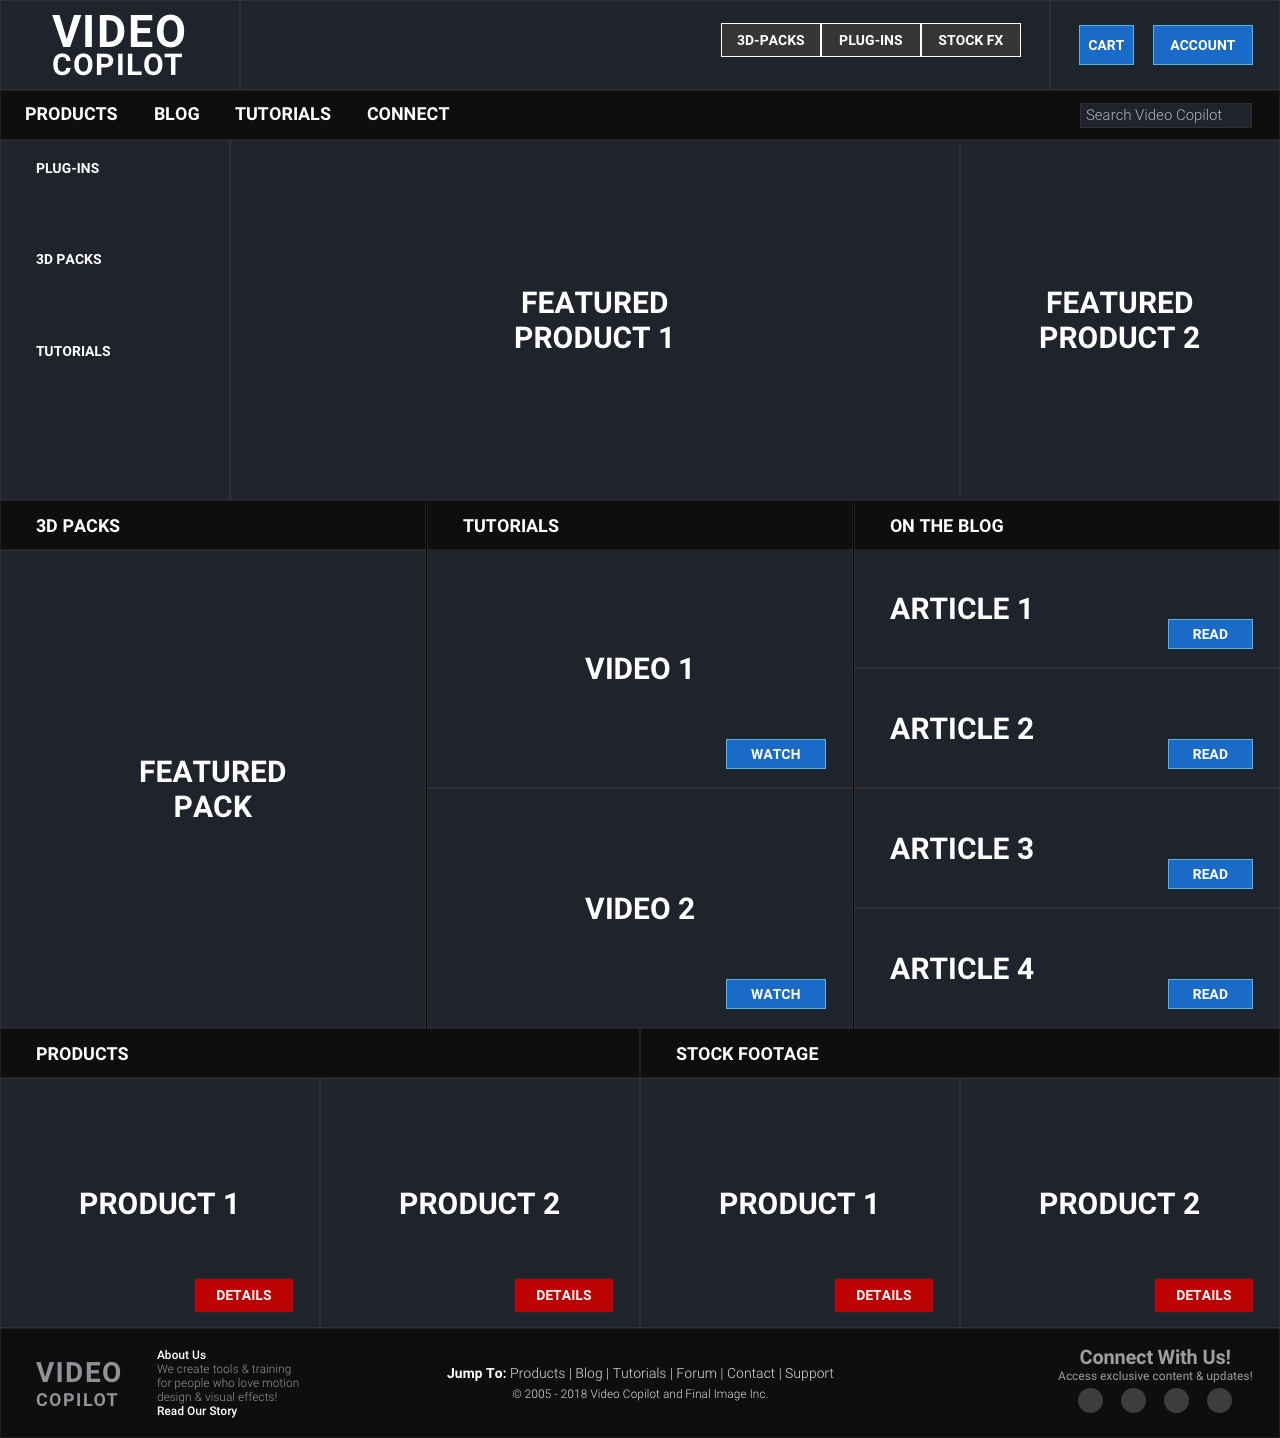 VIDEO
COPILOT
3D-PACKS
PLUG-INS
STOCK FX
CART
ACCOUNT
PRODUCTS
BLOG
TUTORIALS
CONNECT
Search Video Copilot
PLUG-INS
3D PACKS
TUTORIALS
FEATURED
PRODUCT 1
FEATURED
PRODUCT 2
3D PACKS
FEATURED
PACK
TUTORIALS
VIDEO 1
WATCH
VIDEO 2
WATCH
ON THE BLOG
ARTICLE 1
READ
ARTICLE 2
READ
ARTICLE 3
READ
ARTICLE 4
READ
PRODUCTS
PRODUCT 1
DETAILS
PRODUCT 2
DETAILS
STOCK FOOTAGE
PRODUCT 1
DETAILS
PRODUCT 2
DETAILS
VIDEO
COPILOT
About Us
We create tools & training
for people who love motion
design & visual effects!
Read Our Story
Jump To: Products | Blog | Tutorials | Forum | Contact | Support
© 2005 - 2018 Video Copilot and Final Image Inc.
Connect With Us!
Access exclusive content & updates!